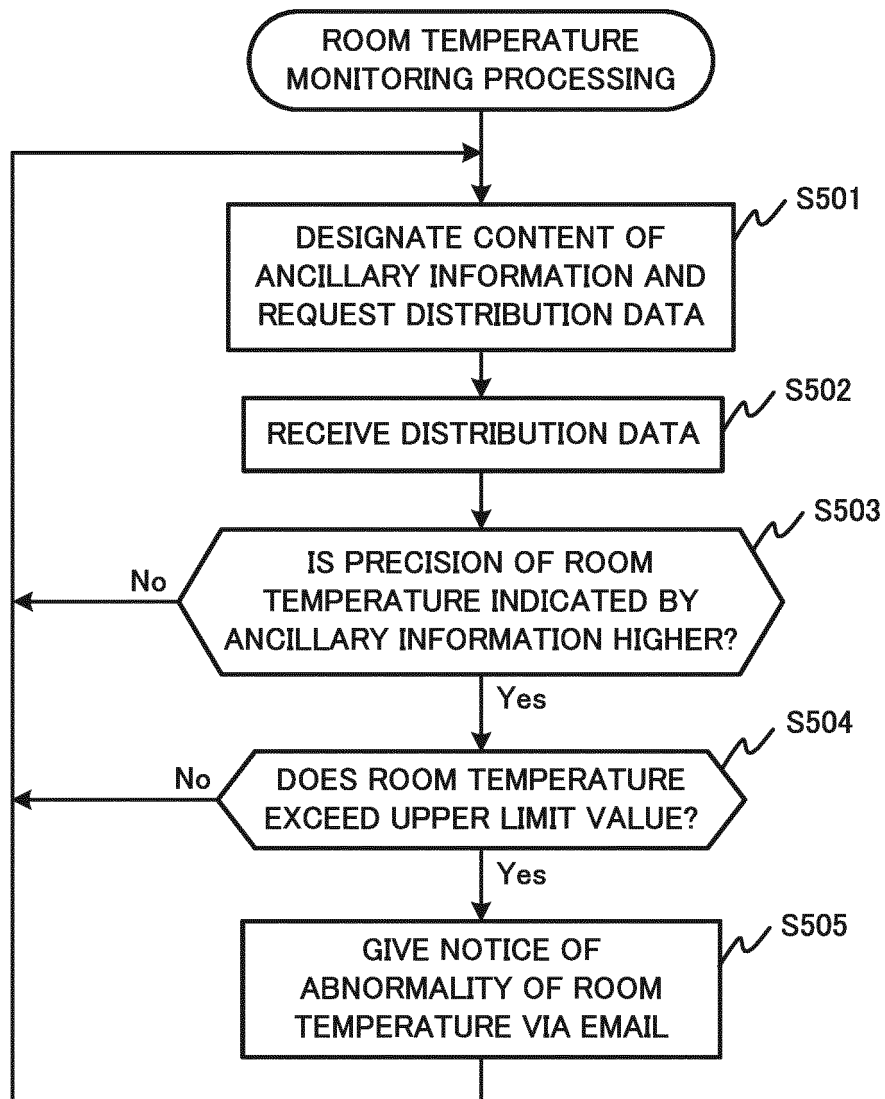 ROOM TEMPERATURE
MONITORING PROCESSING
S501
DESIGNATE CONTENT OF
ANCILLARY INFORMATION AND
REQUEST DISTRIBUTION DATA
S502
RECEIVE DISTRIBUTION DATA
S503
IS PRECISION OF ROOM
TEMPERATURE INDICATED BY
ANCILLARY INFORMATION HIGHER?
No
Yes
S504
DOES ROOM TEMPERATURE
EXCEED UPPER LIMIT VALUE?
No
Yes
S505
GIVE NOTICE OF
ABNORMALITY OF ROOM
TEMPERATURE VIA EMAIL